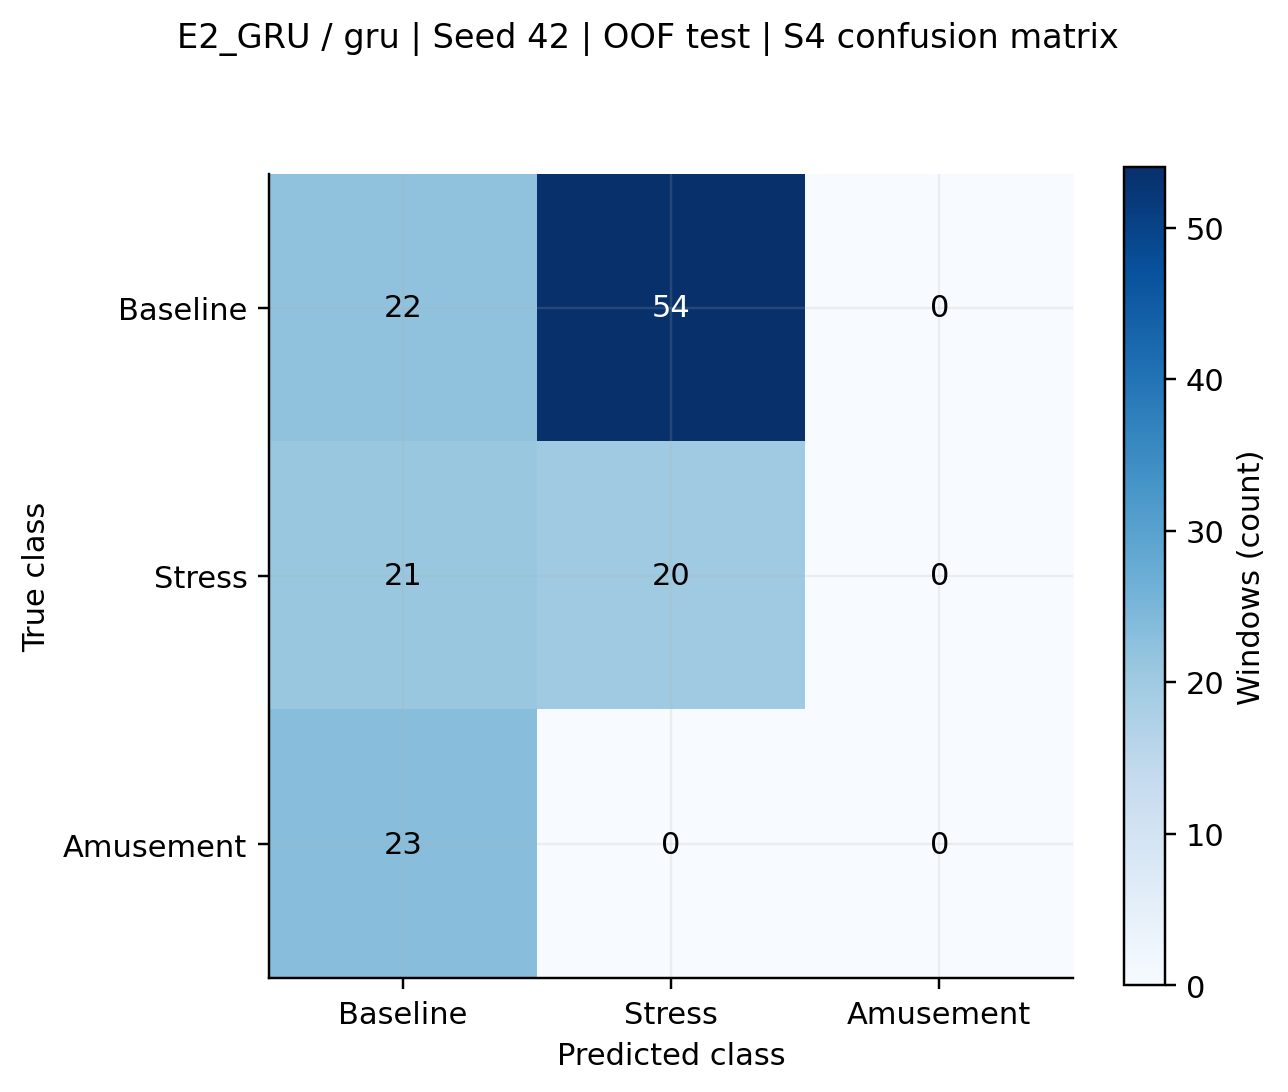 E2_GRU / gru | Seed 42 | OOF test | S4 confusion matrix
Baseline 22 54 0
Stress 21 20 0
Amusement 23 0 0
Baseline Stress Amusement
Predicted class
True class
50
40
30
20
10
0
Windows (count)